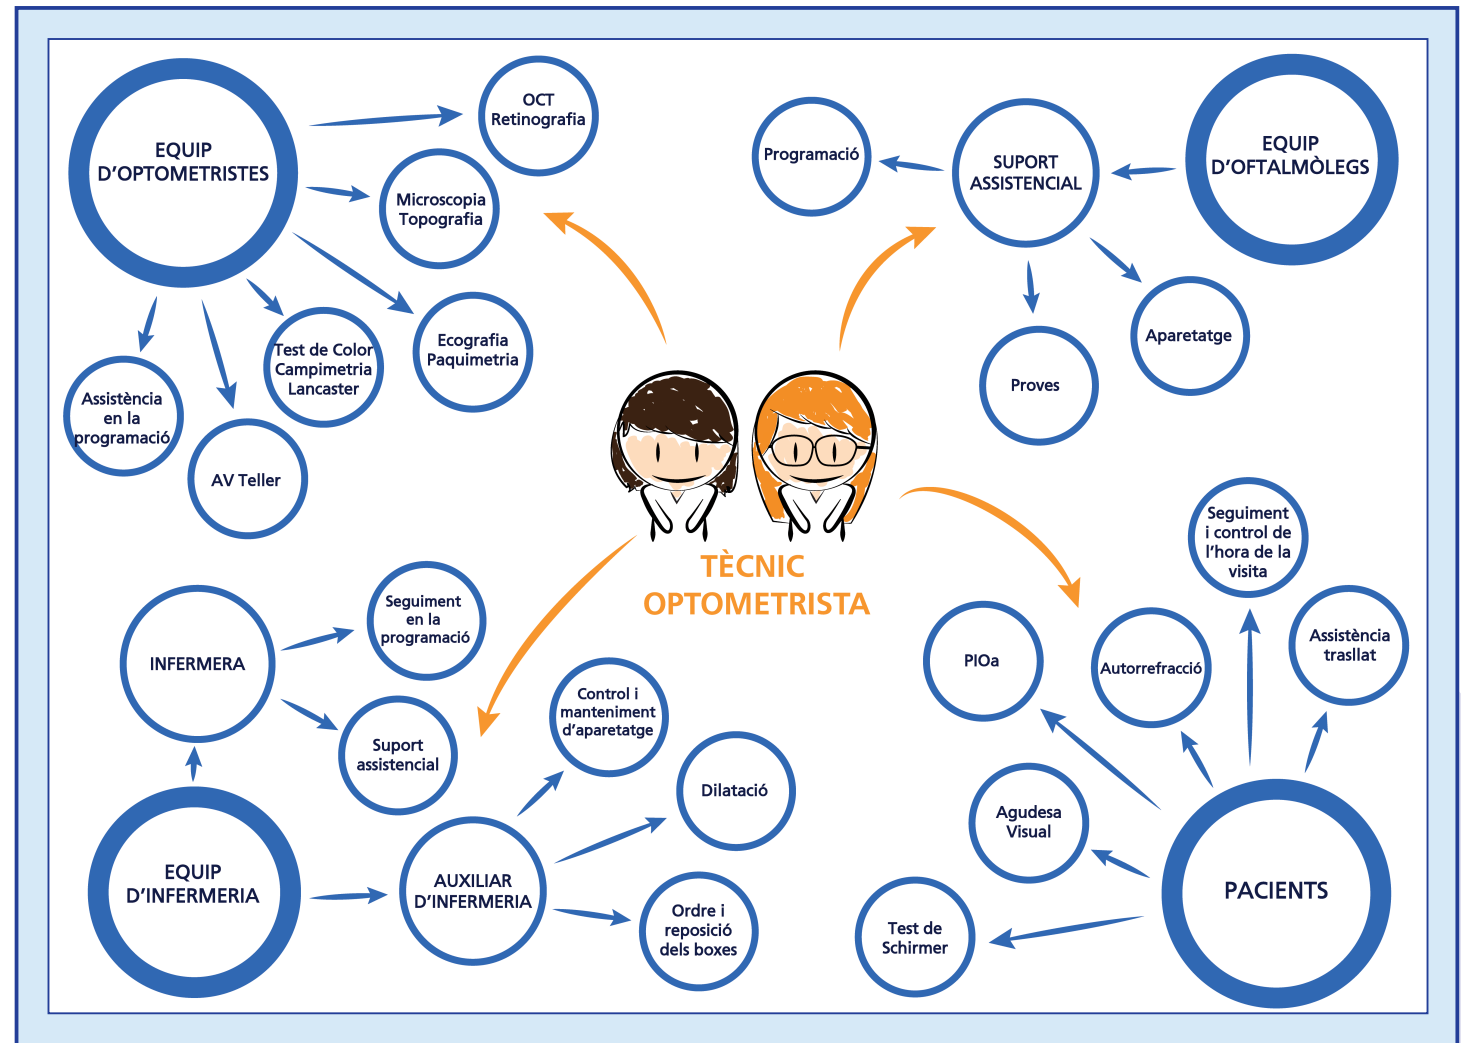 EQUIP
D'OPTOMETRISTES
OCT
Retinografia
Microscopia
Topografia
Ecografia
Paquimetria
Test de Color
Campimetria
Lancaster
AV Teller
Assistència
en la
programació
EQUIP
D'OFTALMÒLEGS
SUPORT
ASSISTENCIAL
Programació
Proves
Aparetatge
TÈCNIC
OPTOMETRISTA
INFERMERA
Seguiment
en la
programació
Suport
assistencial
EQUIP
D'INFERMERIA
AUXILIAR
D'INFERMERIA
Control i
manteniment
d'aparetatge
Dilatació
Ordre i
reposició
dels boxes
PACIENTS
Seguiment
i control de
l'hora de la
visita
Assistència
trasllat
Autorrefracció
PIOa
Agudesa
Visual
Test de
Schirmer